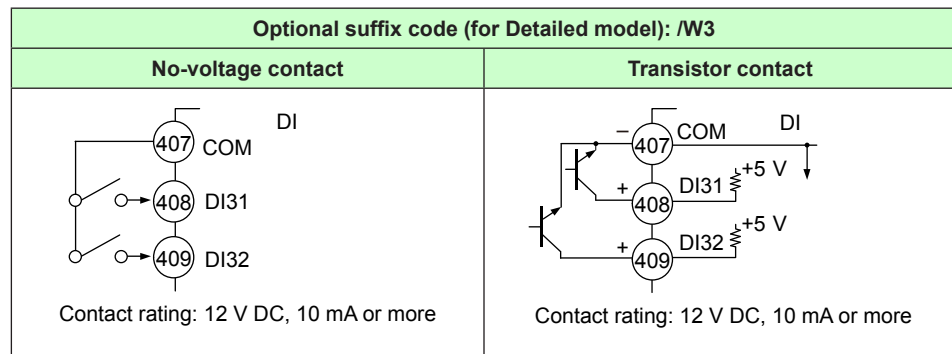 Optional suffix code (for Detailed model): /W3
No-voltage contact
Transistor contact
DI
407
COM
408
DI31
409
DI32
Contact rating: 12 V DC, 10 mA or more
–
407
COM
DI
+
408
DI31
+5 V
+
409
DI32
+5 V
Contact rating: 12 V DC, 10 mA or more